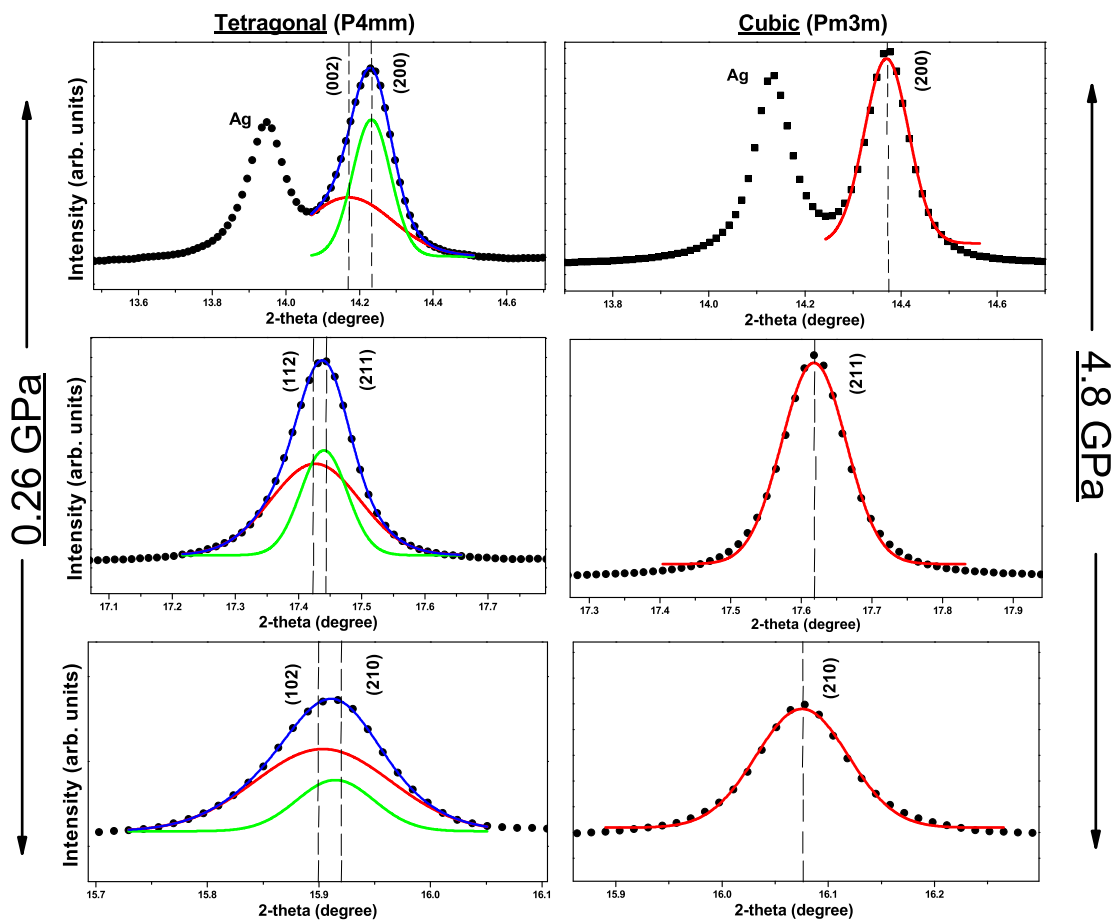 Tetragonal (P4mm)
Cubic (Pm3m)
0.26 GPa
4.8 GPa
Intensity (arb. units)
Ag
(002)
(200)
13.6 13.8 14.0 14.2 14.4 14.6
2-theta (degree)
Ag
(200)
13.8 14.0 14.2 14.4 14.6
2-theta (degree)
Intensity (arb. units)
(112)
(211)
17.1 17.2 17.3 17.4 17.5 17.6 17.7
2-theta (degree)
(211)
17.3 17.4 17.5 17.6 17.7 17.8 17.9
2-theta (degree)
Intensity (arb. units)
(102)
(210)
15.7 15.8 15.9 16.0 16.1
2-theta (degree)
(210)
15.9 16.0 16.1 16.2
2-theta (degree)